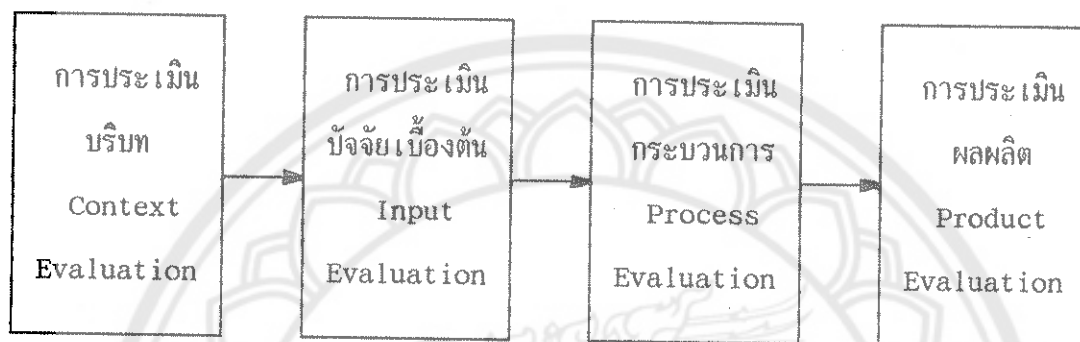 การประเมิน
บริบท
Context
Evaluation
การประเมิน
ปัจจัยเบื้องต้น
Input
Evaluation
การประเมิน
กระบวนการ
Process
Evaluation
การประเมิน
ผลผลิต
Product
Evaluation